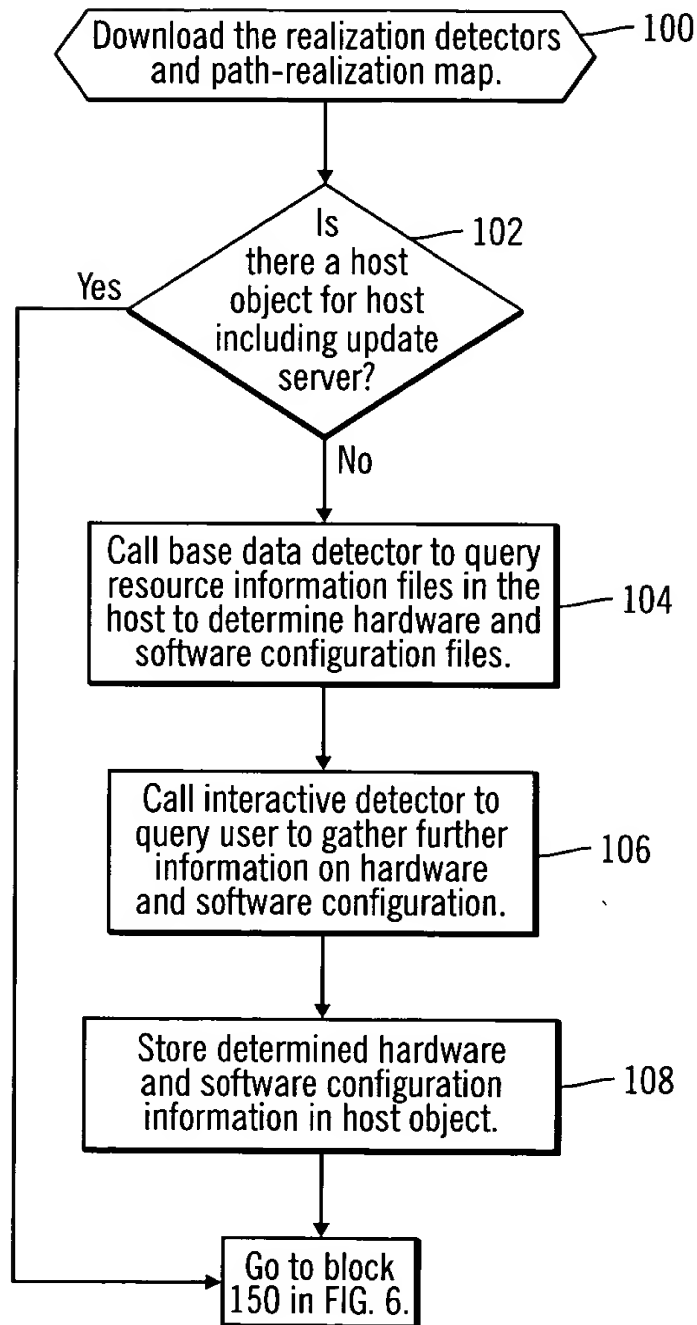 Download the realization detectors
and path-realization map.
100
Is
there a host
object for host
including update
server?
102
Yes
No
Call base data detector to query
resource information files in the
host to determine hardware and
software configuration files.
104
Call interactive detector to
query user to gather further
information on hardware
and software configuration.
106
Store determined hardware
and software configuration
information in host object.
108
Go to block
150 in FIG. 6.